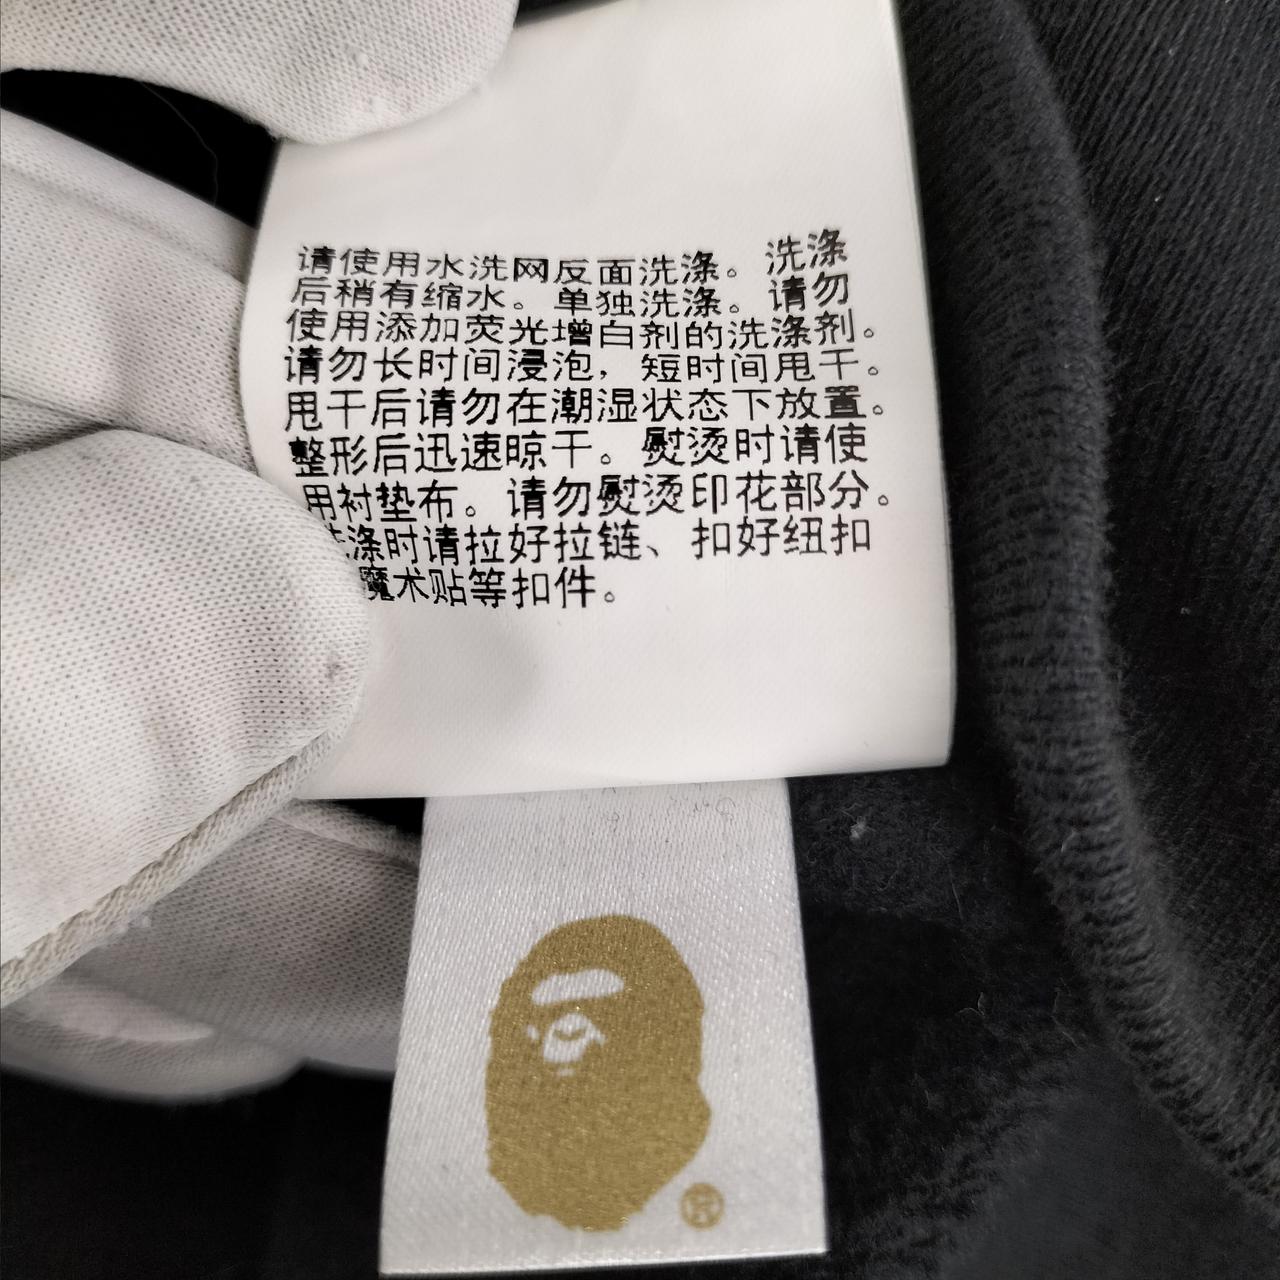 请使用水洗网反面洗涤。洗涤
后稍有缩水。单独洗涤。请勿
使用添加荧光增白剂的洗涤剂。
请勿长时间浸泡，短时间甩干。
甩干后请勿在潮湿状态下放置。
整形后迅速晾干。熨烫时请使
用衬垫布。请勿熨烫印花部分。
涤时请拉好拉链、扣好纽扣
魔术贴等扣件。
®